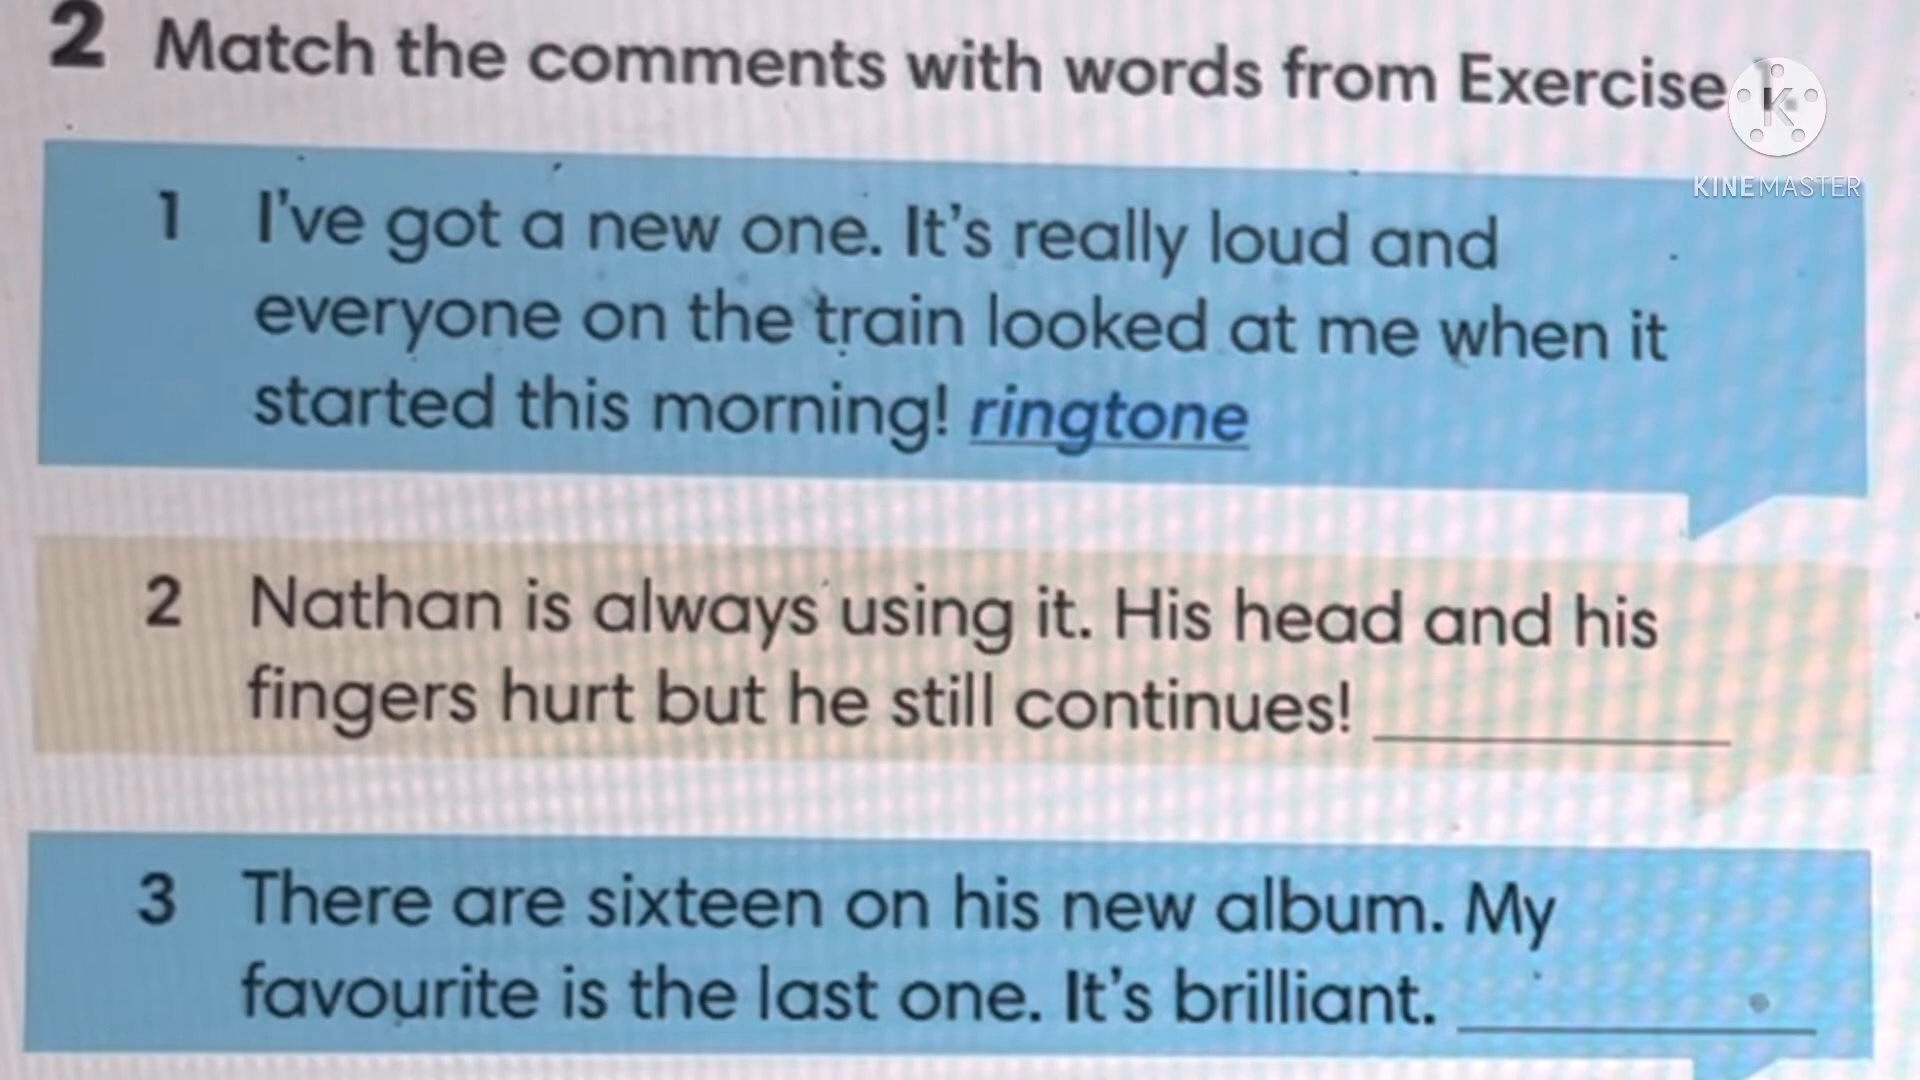 2 Match the comments with words from Exercise
KINEMASTER
1 I've got a new one. It's really loud and
everyone on the train looked at me when it
started this morning! ringtone
2 Nathan is always using it. His head and his
fingers hurt but he still continues!
3 There are sixteen on his new album. My
favourite is the last one. It's brilliant.